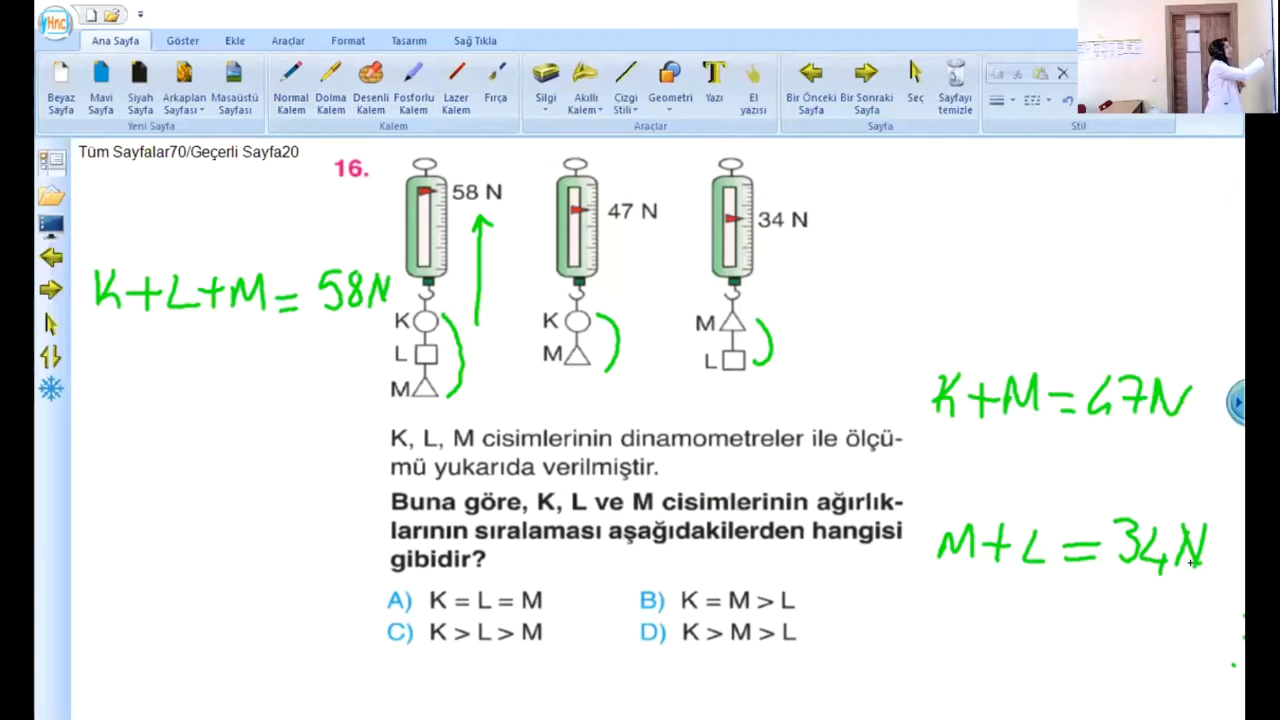 Hnc
Ana Sayfa Göster Ekle Araçlar Format Tasarım Sağ Tıkla
Beyaz Sayfa
Mavi Sayfa
Siyah Sayfa
Arkaplan Sayfası
Masaüstü Sayfası
Normal Kalem
Dolma Kalem
Desenli Kalem
Fosforlu Kalem
Lazer Kalem
Fırça
Silgi
Akıllı Kalem
Çizgi Stili
Geometri
Yazı
El yazısı
Bir Önceki Sayfa
Bir Sonraki Sayfa
Seç
Sayfayı temizle
Yeni Sayfa Kalem Araçlar Sayfa Stil
Tüm Sayfalar70/Geçerli Sayfa20
16.
58 N
47 N
34 N
K+L+M = 58N
K
L
M
K
M
M
L
K+M = 47N
M+L = 34N
K, L, M cisimlerinin dinamometreler ile ölçü-
mü yukarıda verilmiştir.
Buna göre, K, L ve M cisimlerinin ağırlık-
larının sıralaması aşağıdakilerden hangisi
gibidir?
A) K = L = M B) K = M > L
C) K > L > M D) K > M > L